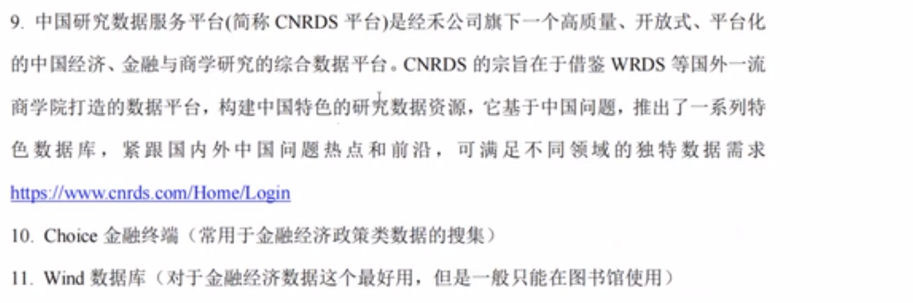 9. 中国研究数据服务平台(简称 CNRDS 平台)是经禾公司旗下一个高质量、开放式、平台化
的中国经济、金融与商学研究的综合数据平台。CNRDS 的宗旨在于借鉴 WRDS 等国外一流
商学院打造的数据平台，构建中国特色的研究数据资源，它基于中国问题，推出了一系列特
色数据库，紧跟国内外中国问题热点和前沿，可满足不同领域的独特数据需求
https://www.cnrds.com/Home/Login
10. Choice 金融终端（常用于金融经济政策类数据的搜集）
11. Wind 数据库（对于金融经济数据这个最好用，但是一般只能在图书馆使用）